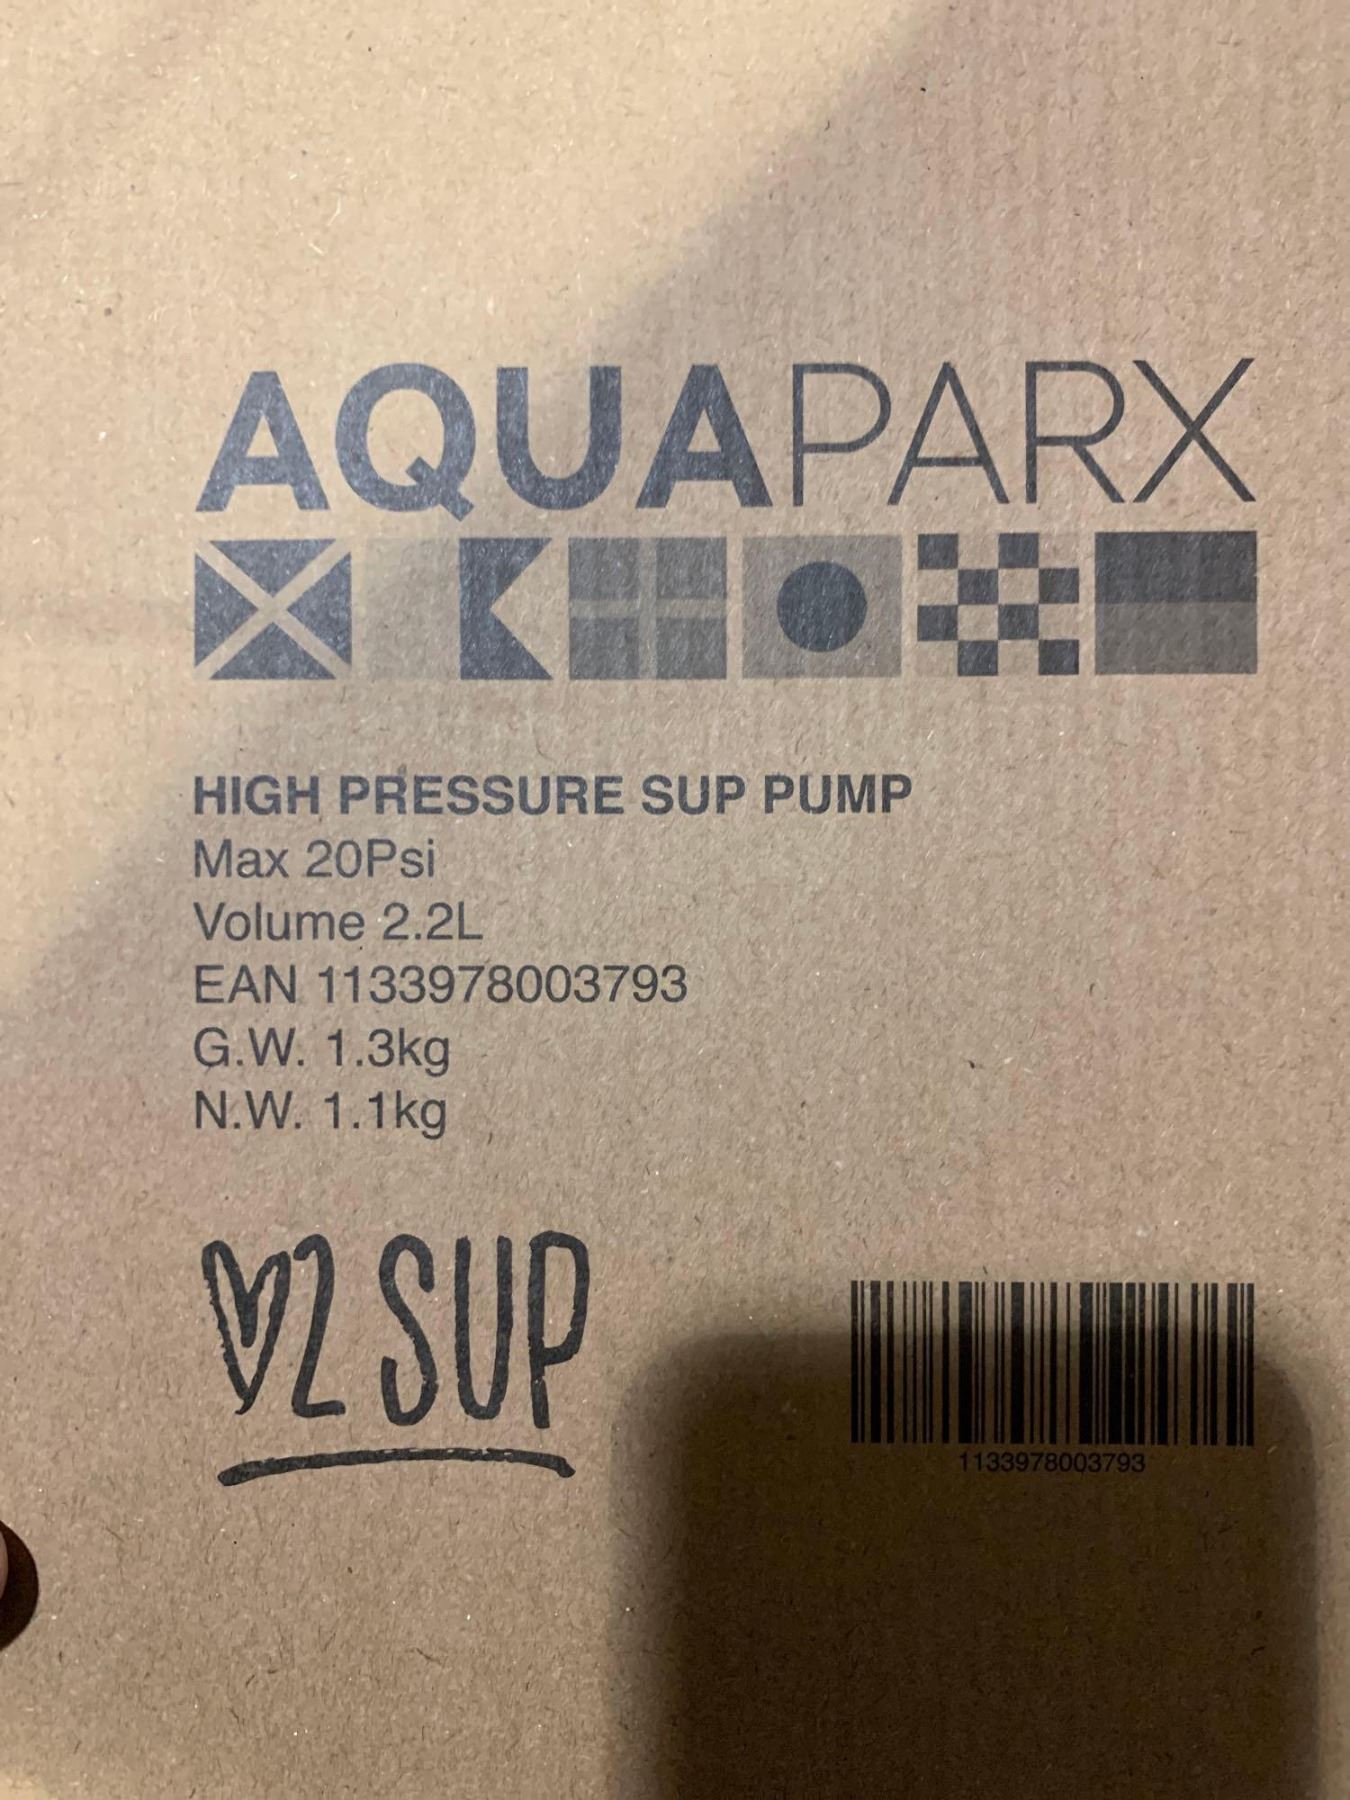 AQUAPARX
HIGH PRESSURE SUP PUMP
Max 20Psi
Volume 2.2L
EAN 1133978003793
G.W. 1.3kg
N.W. 1.1kg
♡2 SUP
1133978003793